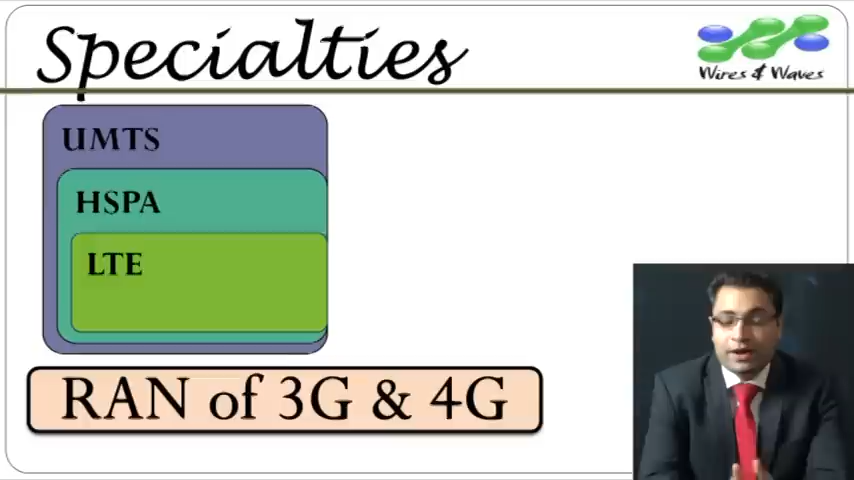 Specialties
Wires & Waves
UMTS
HSPA
LTE
RAN of 3G & 4G